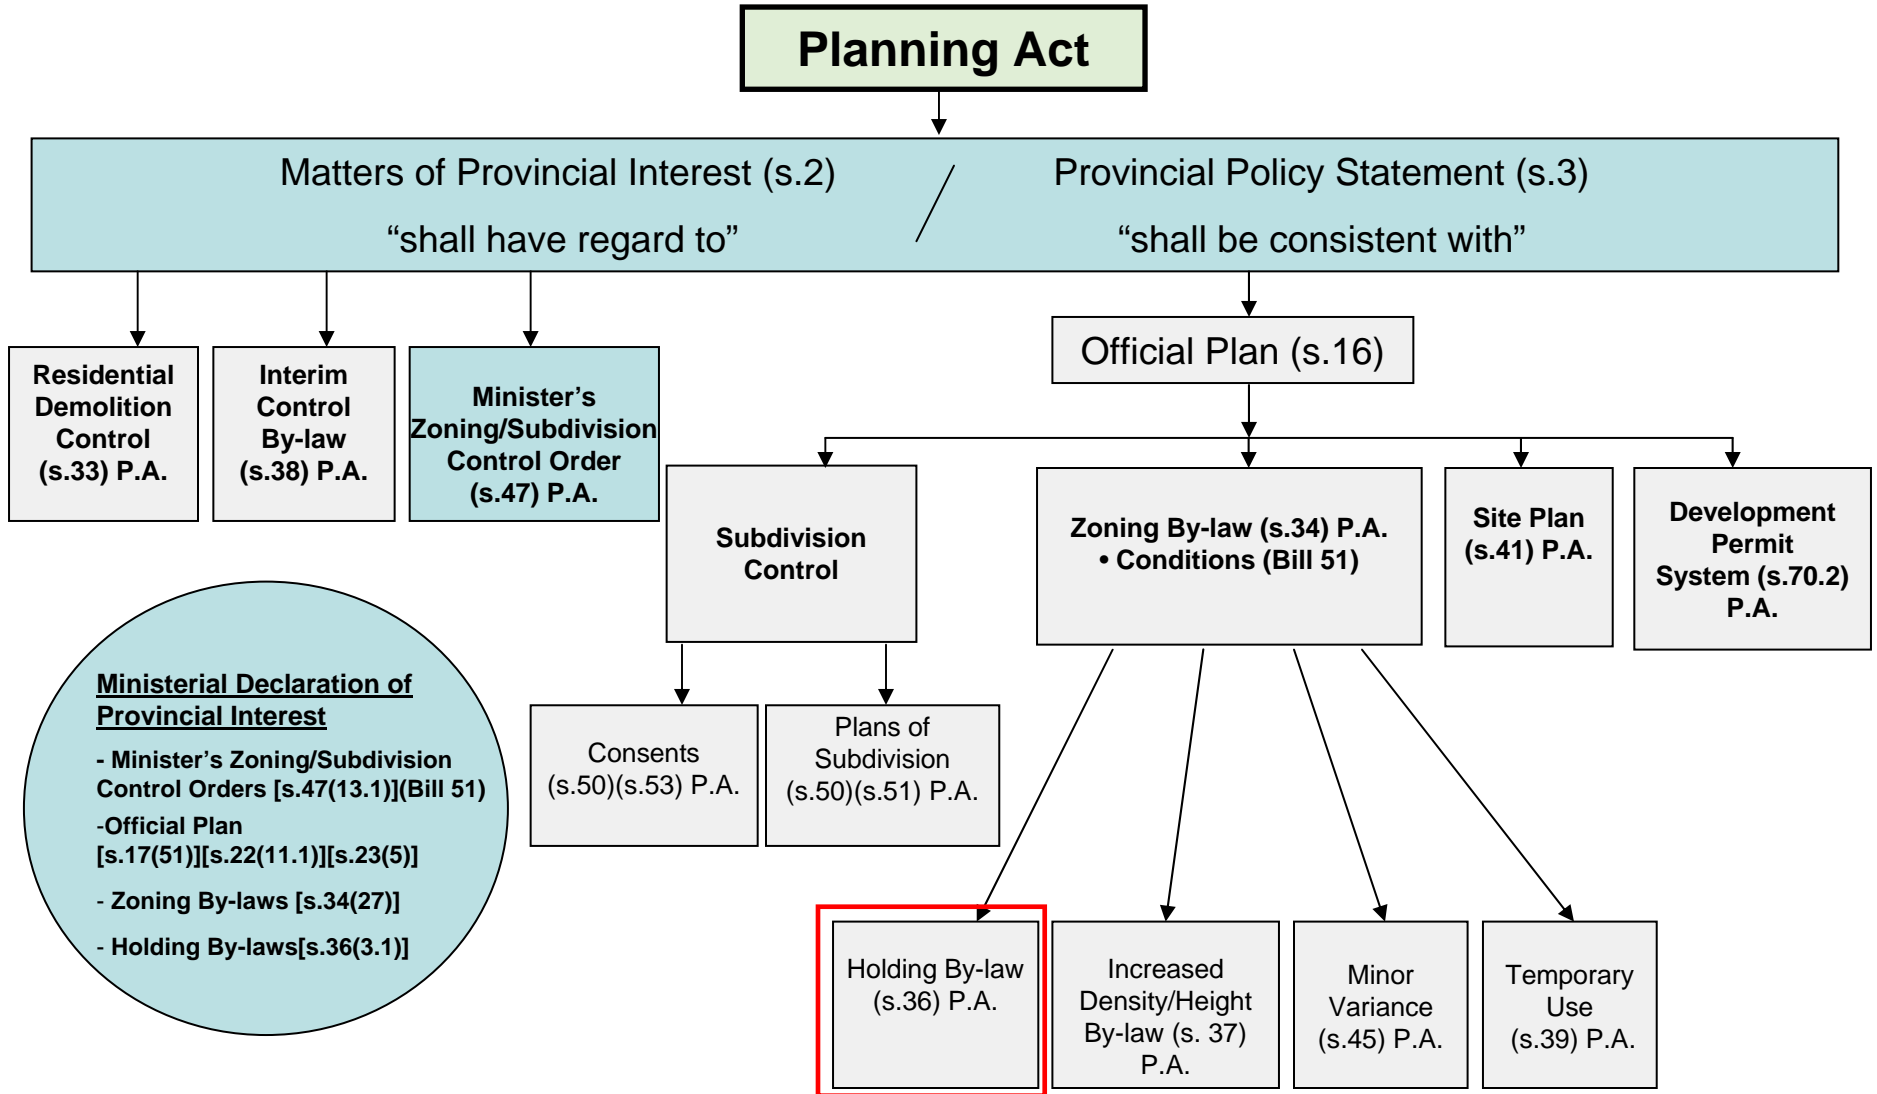 Planning Act
Matters of Provincial Interest (s.2) / Provincial Policy Statement (s.3)
“shall have regard to” “shall be consistent with”
Residential
Demolition
Control
(s.33) P.A.
Interim
Control
By-law
(s.38) P.A.
Minister’s
Zoning/Subdivision
Control Order
(s.47) P.A.
Official Plan (s.16)
Subdivision
Control
Zoning By-law (s.34) P.A.
• Conditions (Bill 51)
Site Plan
(s.41) P.A.
Development
Permit
System (s.70.2)
P.A.
Ministerial Declaration of
Provincial Interest
- Minister’s Zoning/Subdivision
Control Orders [s.47(13.1)](Bill 51)
-Official Plan
[s.17(51)][s.22(11.1)][s.23(5)]
- Zoning By-laws [s.34(27)]
- Holding By-laws[s.36(3.1)]
Consents
(s.50)(s.53) P.A.
Plans of
Subdivision
(s.50)(s.51) P.A.
Holding By-law
(s.36) P.A.
Increased
Density/Height
By-law (s. 37)
P.A.
Minor
Variance
(s.45) P.A.
Temporary
Use
(s.39) P.A.